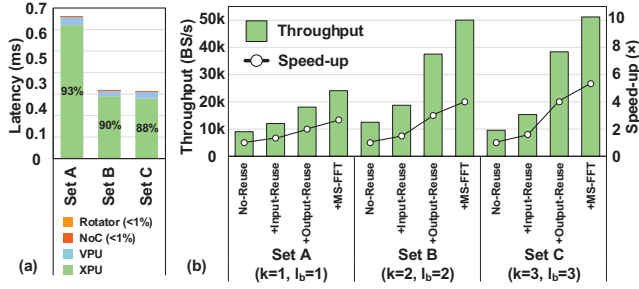 Latency (ms)
0.7
0.6
0.5
0.3
0.4
0.1
0
93%
90%
88%
Set A
Set B
Set C
Rotator (<1%)
NoC (<1%)
VPU
XPU
(a)
Throughput (BS/s)
50k
40k
30k
20k
10k
0
Throughput
Speed-up
10
8
6
4
2
0
Speed-up (×)
No-Reuse
+Input-Reuse
+Output-Reuse
+MS-FFT
No-Reuse
+Input-Reuse
+Output-Reuse
+MS-FFT
No-Reuse
+Input-Reuse
+Output-Reuse
+MS-FFT
Set A
(k=1, lb=1)
Set B
(k=2, lb=2)
Set C
(k=3, lb=3)
(b)